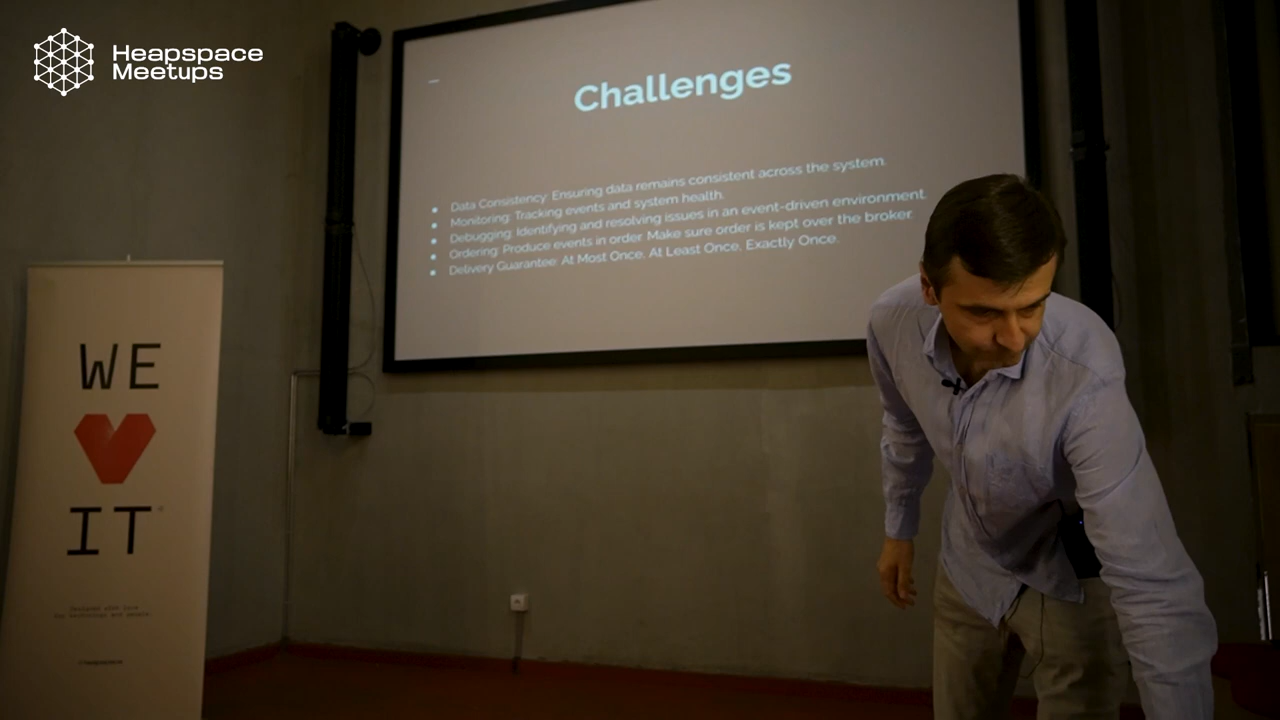 Heapspace
Meetups
Challenges
Data Consistency: Ensuring data remains consistent across the system.
Monitoring: Tracking events and system health.
Debugging: Identifying and resolving issues in an event-driven environment.
Ordering: Produce events in order. Make sure order is kept over the broker.
Delivery Guarantee: At Most Once, At Least Once, Exactly Once.
WE
IT